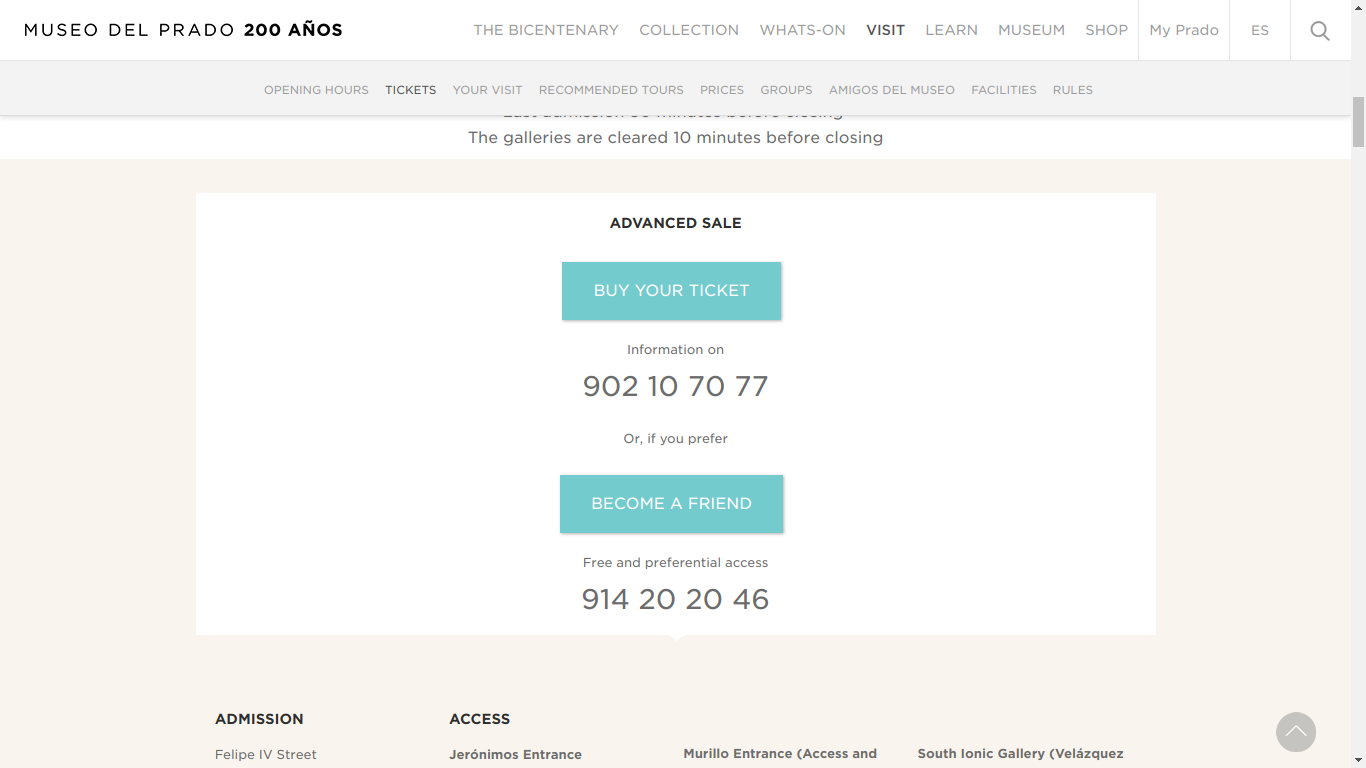 MUSEO DEL PRADO 200 AÑOS
THE BICENTENARY COLLECTION WHATS-ON VISIT LEARN MUSEUM SHOP My Prado ES
OPENING HOURS TICKETS YOUR VISIT RECOMMENDED TOURS PRICES GROUPS AMIGOS DEL MUSEO FACILITIES RULES
The galleries are cleared 10 minutes before closing
ADVANCED SALE
BUY YOUR TICKET
Information on
902 10 70 77
Or, if you prefer
BECOME A FRIEND
Free and preferential access
914 20 20 46
ADMISSION
Felipe IV Street
ACCESS
Jerónimos Entrance
Murillo Entrance (Access and
South Ionic Gallery (Velázquez